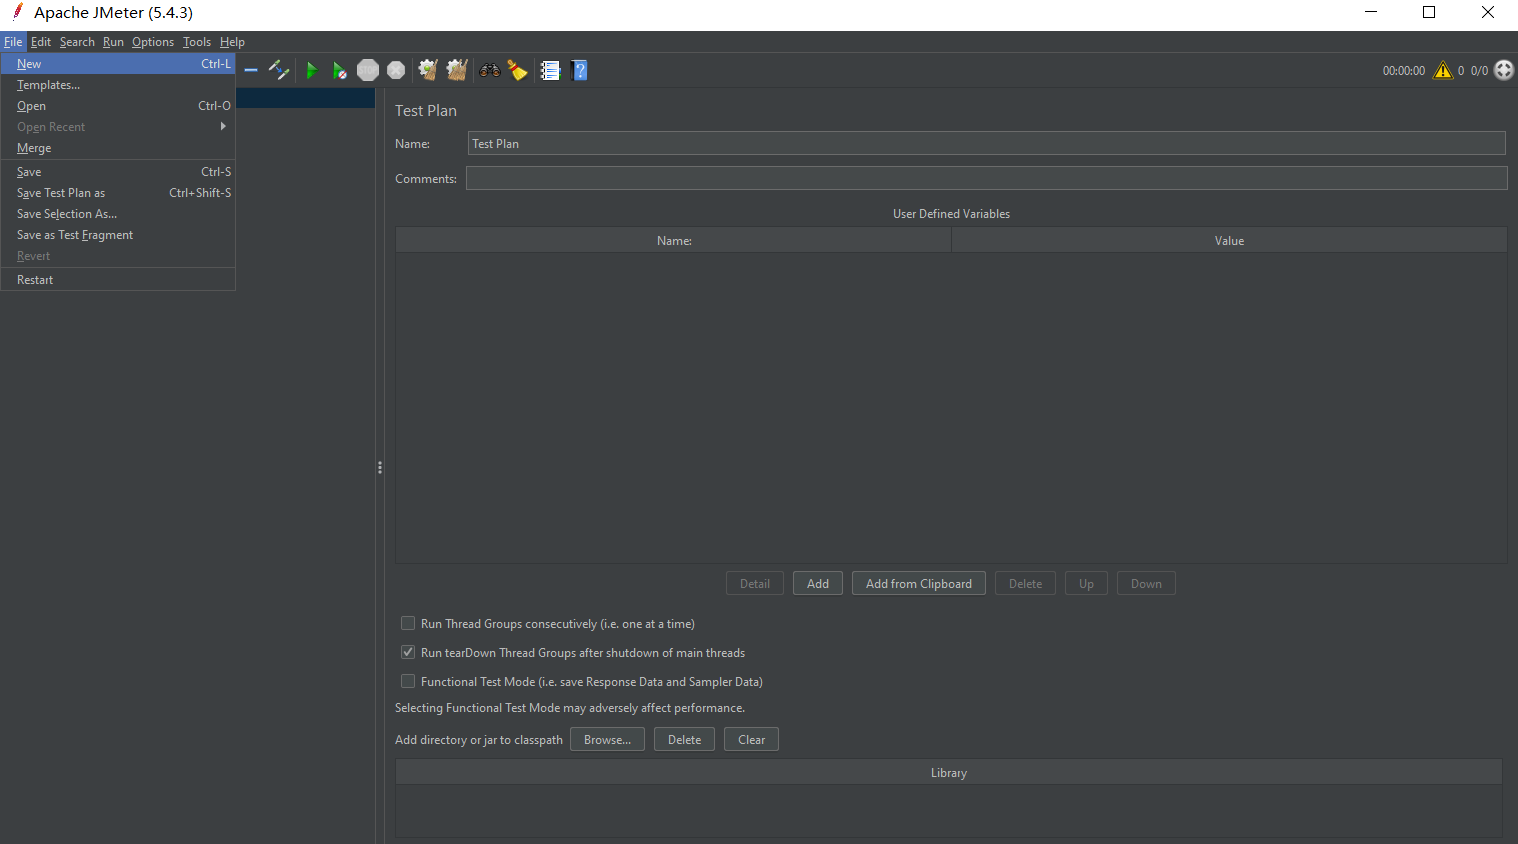 Apache JMeter (5.4.3)
File Edit Search Run Options Tools Help
New Ctrl-L
Templates...
Open Ctrl-O
Open Recent
Merge
Save Ctrl-S
Save Test Plan as Ctrl+Shift-S
Save Selection As...
Save as Test Fragment
Revert
Restart
00:00:00 0 0/0
Test Plan
Name: Test Plan
Comments:
User Defined Variables
Name: Value
Detail Add Add from Clipboard Delete Up Down
Run Thread Groups consecutively (i.e. one at a time)
Run tearDown Thread Groups after shutdown of main threads
Functional Test Mode (i.e. save Response Data and Sampler Data)
Selecting Functional Test Mode may adversely affect performance.
Add directory or jar to classpath Browse... Delete Clear
Library